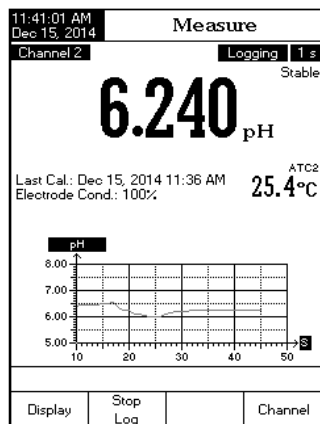 11:41:01 AM
Dec 15, 2014
Measure
Channel 2
Logging
1 s
Stable
6.240 pH
ATC2
Last Cal.: Dec 15, 2014 11:36 AM
25.4°C
Electrode Cond.: 100%
pH
8.00
7.00
6.00
5.00
10 20 30 40 50
S
Display
Stop
Log
Channel